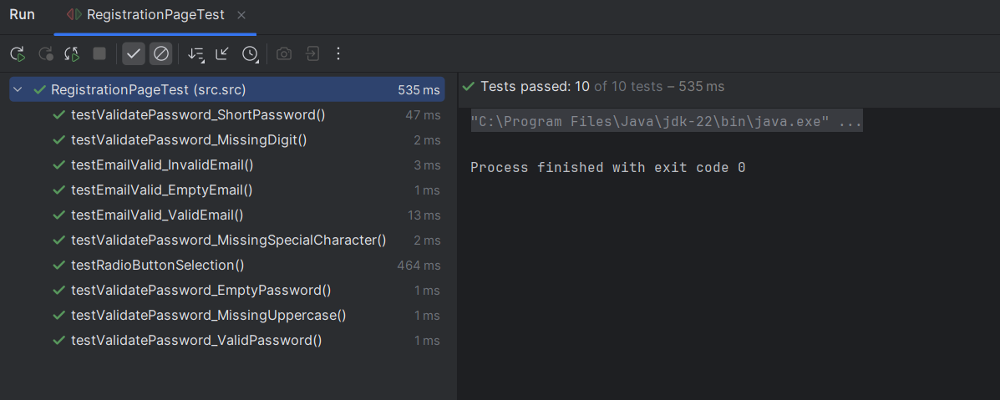 Run RegistrationPageTest
RegistrationPageTest (src.src) 535 ms
testValidatePassword_ShortPassword() 47 ms
testValidatePassword_MissingDigit() 2 ms
testEmailValid_InvalidEmail() 3 ms
testEmailValid_EmptyEmail() 1 ms
testEmailValid_ValidEmail() 13 ms
testValidatePassword_MissingSpecialCharacter() 2 ms
testRadioButtonSelection() 464 ms
testValidatePassword_EmptyPassword() 1 ms
testValidatePassword_MissingUppercase() 1 ms
testValidatePassword_ValidPassword() 1 ms
Tests passed: 10 of 10 tests – 535 ms
"C:\Program Files\Java\jdk-22\bin\java.exe" ...
Process finished with exit code 0